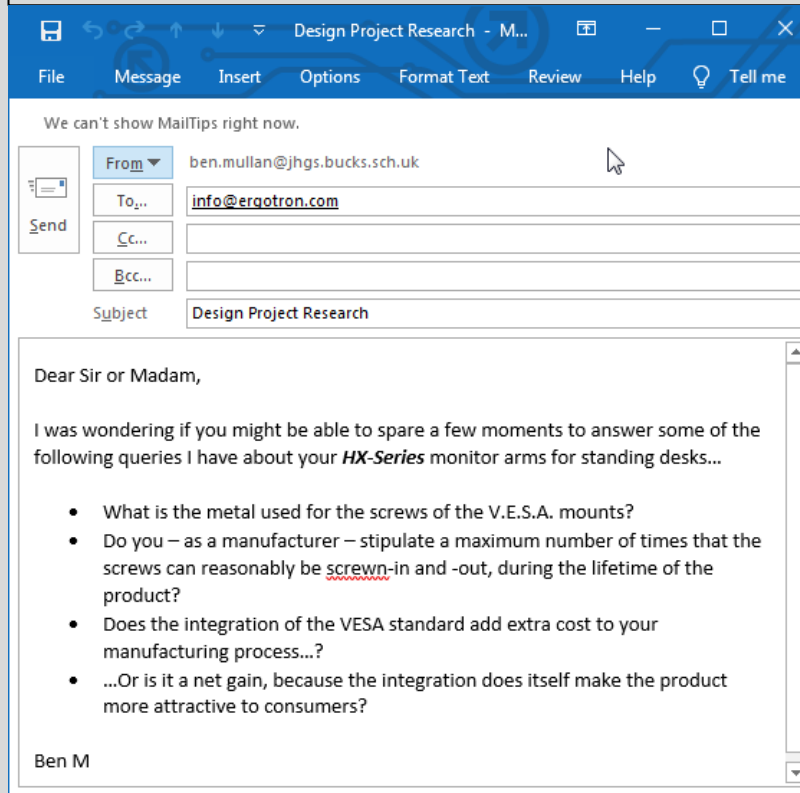 Design Project Research - M...
File Message Insert Options Format Text Review Help Tell me
We can't show MailTips right now.
From ben.mullan@jhgs.bucks.sch.uk
To... info@ergotron.com
Send
Cc...
Bcc...
Subject Design Project Research
Dear Sir or Madam,
I was wondering if you might be able to spare a few moments to answer some of the
following queries I have about your HX-Series monitor arms for standing desks...
• What is the metal used for the screws of the V.E.S.A. mounts?
• Do you – as a manufacturer – stipulate a maximum number of times that the
screws can reasonably be screwn-in and -out, during the lifetime of the
product?
• Does the integration of the VESA standard add extra cost to your
manufacturing process...?
• ...Or is it a net gain, because the integration does itself make the product
more attractive to consumers?
Ben M